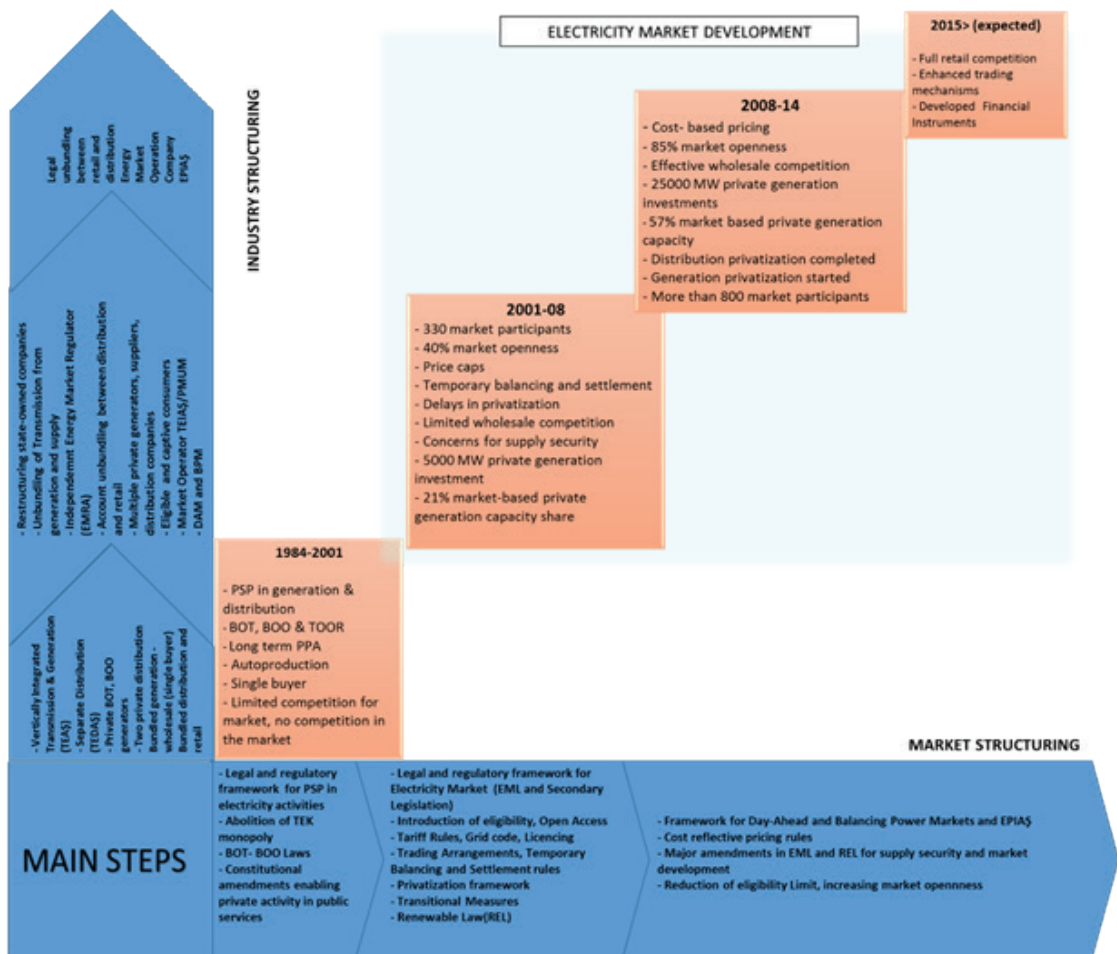 ELECTRICITY MARKET DEVELOPMENT
2015> (expected)
- Full retail competition
- Enhanced trading
mechanisms
- Developed Financial
Instruments
2008-14
- Cost- based pricing
- 85% market openness
- Effective wholesale competition
- 25000 MW private generation
investments
- 57% market based private generation
capacity
- Distribution privatization completed
- Generation privatization started
- More than 800 market participants
2001-08
- 330 market participants
- 40% market openness
- Price caps
- Temporary balancing and settlement
- Delays in privatization
- Limited wholesale competition
- Concerns for supply security
- 5000 MW private generation
investment
- 21% market-based private
generation capacity share
1984-2001
- PSP in generation &
distribution
- BOT, BOO & TOOR
- Long term PPA
- Autoproduction
- Single buyer
- Limited competition for
market, no competition in
the market
INDUSTRY STRUCTURING
Legal
unbundling
between
retail and
distribution
Energy
Market
Operation
Company
EPIAŞ
- Restructuring state-owned companies
- Unbundling of Transmission from
generation and supply
- Independemnt Energy Market Regulator
(EMRA)
- Account unbundling between distribution
and retail
- Multiple private generators, suppliers,
distribution companies
- Eligible and captive consumers
- Market Operator TEIAŞ/PMUM
- DAM and BPM
- Vertically Integrated
Transmission & Generation
(TEAŞ)
- Separate Distribution
(TEDAŞ)
- Private BOT, BOO
generators
- Two private distribution
Bundled generation -
wholesale (single buyer)
Bundled distribution and
retail
MARKET STRUCTURING
MAIN STEPS
- Legal and regulatory
framework for PSP in
electricity activities
- Abolition of TEK
monopoly
- BOT- BOO Laws
- Constitutional
amendments enabling
private activity in public
services
- Legal and regulatory framework for
Electricity Market (EML and Secondary
Legislation)
- Introduction of eligibility, Open Access
- Tariff Rules, Grid code, Licencing
- Trading Arrangements, Temporary
Balancing and Settlement rules
- Privatization framework
- Transitional Measures
- Renewable Law(REL)
- Framework for Day-Ahead and Balancing Power Markets and EPIAŞ
- Cost reflective pricing rules
- Major amendments in EML and REL for supply security and market
development
- Reduction of eligibility Limit, increasing market opennness